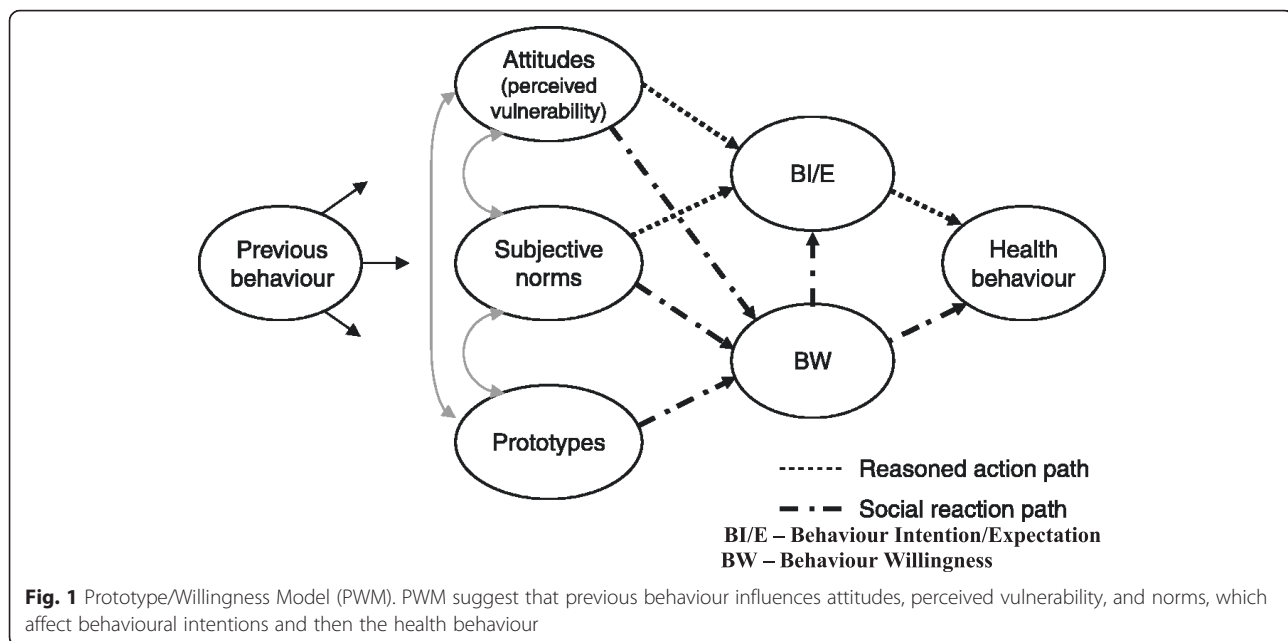 Attitudes
(perceived
vulnerability)
BI/E
Previous
behaviour
Subjective
norms
Health
behaviour
BW
Prototypes
Reasoned action path
Social reaction path
BI/E – Behaviour Intention/Expectation
BW – Behaviour Willingness
Fig. 1 Prototype/Willingness Model (PWM). PWM suggest that previous behaviour influences attitudes, perceived vulnerability, and norms, which
affect behavioural intentions and then the health behaviour